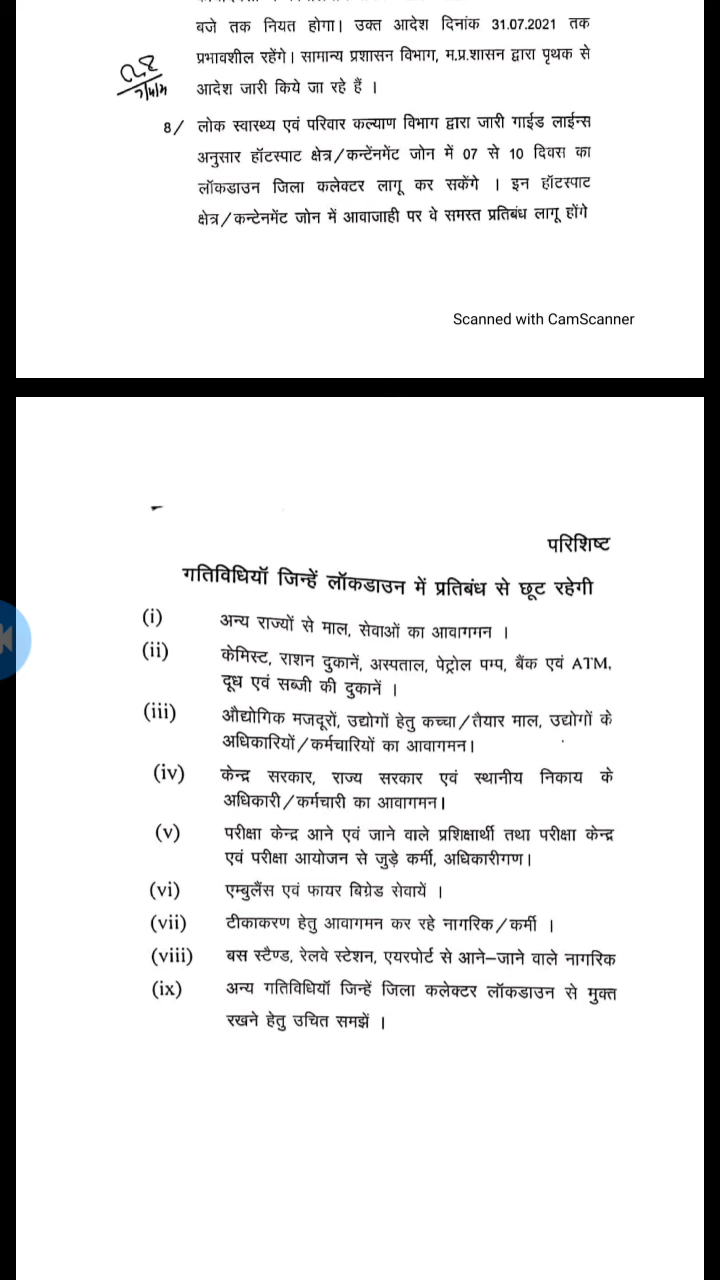 बजे तक नियत होगा। उक्त आदेश दिनांक 31.07.2021 तक
प्रभावशील रहेंगे। सामान्य प्रशासन विभाग, म.प्र.शासन द्वारा पृथक से
आदेश जारी किये जा रहे हैं ।
8/ लोक स्वास्थ्य एवं परिवार कल्याण विभाग द्वारा जारी गाईड लाईन्स
अनुसार हॉटस्पाट क्षेत्र/कन्टेंनमेंट जोन में 07 से 10 दिवस का
लॉकडाउन जिला कलेक्टर लागू कर सकेंगे । इन हॉटस्पाट
क्षेत्र/कन्टेनमेंट जोन में आवाजाही पर वे समस्त प्रतिबंध लागू होंगे
Scanned with CamScanner
परिशिष्ट
गतिविधियॉ जिन्हें लॉकडाउन में प्रतिबंध से छूट रहेगी
(i) अन्य राज्यों से माल, सेवाओं का आवागमन ।
(ii) केमिस्ट, राशन दुकानें, अस्पताल, पेट्रोल पम्प, बैंक एवं ATM,
दूध एवं सब्जी की दुकानें ।
(iii) औद्योगिक मजदूरों, उद्योगों हेतु कच्चा/तैयार माल, उद्योगों के
अधिकारियों/कर्मचारियों का आवागमन।
(iv) केन्द्र सरकार, राज्य सरकार एवं स्थानीय निकाय के
अधिकारी/कर्मचारी का आवागमन।
(v) परीक्षा केन्द्र आने एवं जाने वाले प्रशिक्षार्थी तथा परीक्षा केन्द्र
एवं परीक्षा आयोजन से जुड़े कर्मी, अधिकारीगण।
(vi) एम्बुलैंस एवं फायर बिग्रेड सेवायें ।
(vii) टीकाकरण हेतु आवागमन कर रहे नागरिक/कर्मी ।
(viii) बस स्टैण्ड, रेलवे स्टेशन, एयरपोर्ट से आने–जाने वाले नागरिक
(ix) अन्य गतिविधियॉ जिन्हें जिला कलेक्टर लॉकडाउन से मुक्त
रखने हेतु उचित समझें ।